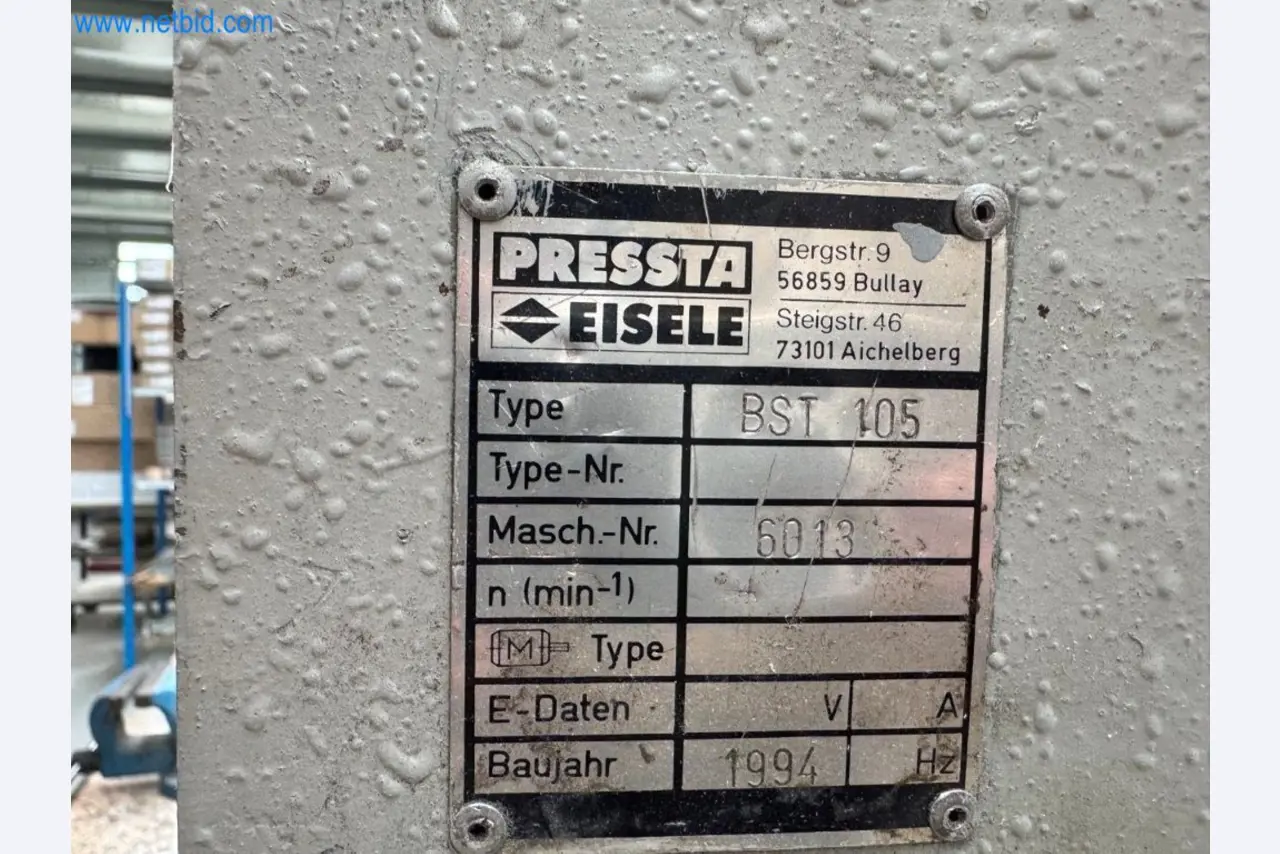 www.netbid.com
PRESSTA
EISELE
Bergstr. 9
56859 Bullay
Steigstr. 46
73101 Aichelberg
Type BST 105
Type-Nr.
Masch.-Nr. 6013
n (min-1)
M Type
E-Daten V A
Baujahr 1994 Hz